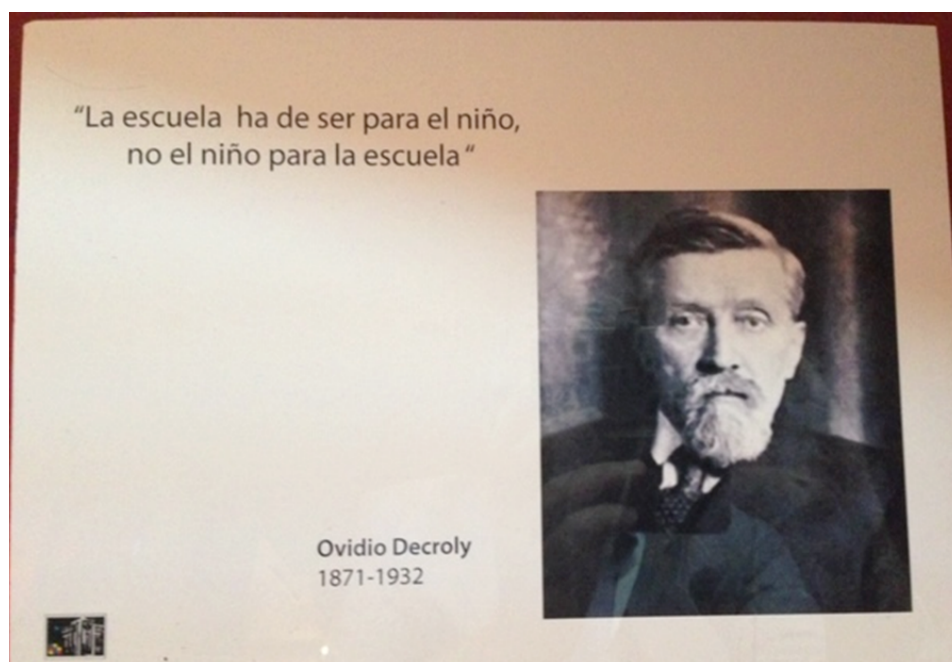 “La escuela ha de ser para el niño,
no el niño para la escuela“
Ovidio Decroly
1871-1932